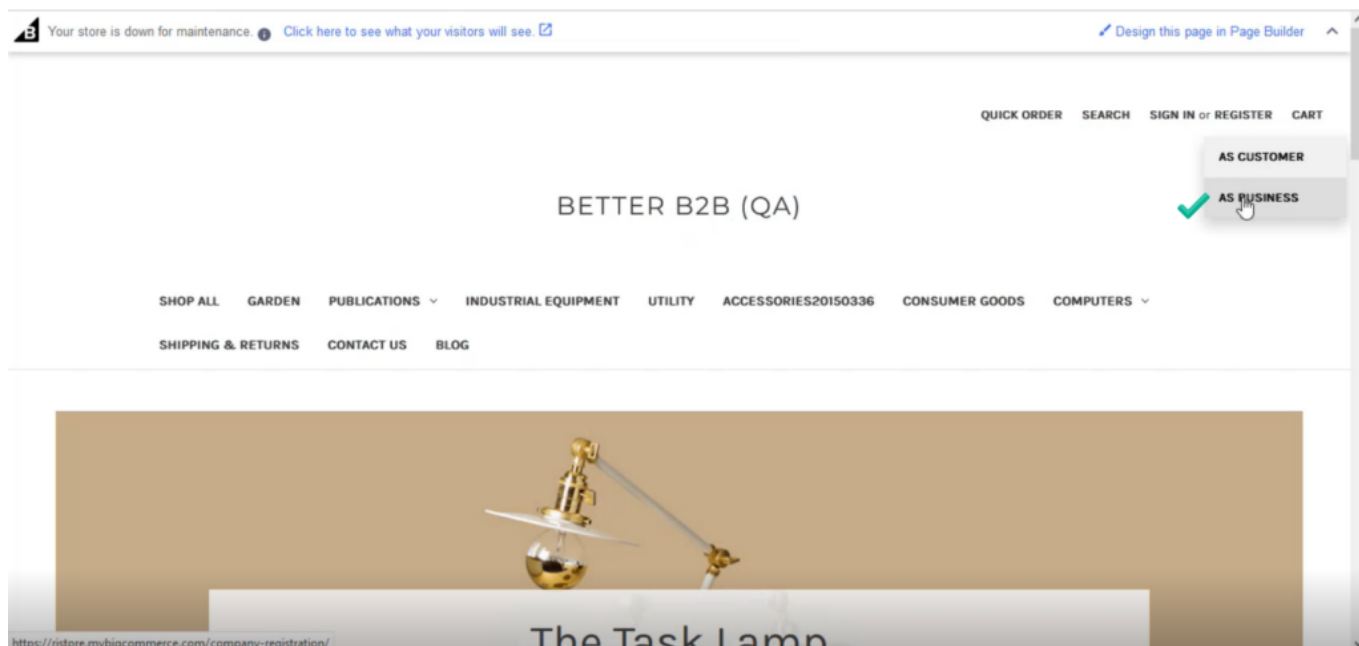 B Your store is down for maintenance. i Click here to see what your visitors will see. Design this page in Page Builder
QUICK ORDER SEARCH SIGN IN or REGISTER CART
AS CUSTOMER
AS BUSINESS
BETTER B2B (QA)
SHOP ALL GARDEN PUBLICATIONS INDUSTRIAL EQUIPMENT UTILITY ACCESSORIES20150336 CONSUMER GOODS COMPUTERS
SHIPPING & RETURNS CONTACT US BLOG
The Task Lamp
https://ristore.mybigcommerce.com/company-registration/